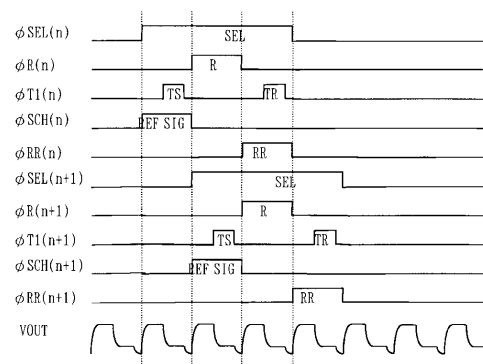 φSEL(n) SEL
φR(n) R
φT1(n) TS TR
φSCH(n) REF SIG
φRR(n) RR
φSEL(n+1) SEL
φR(n+1) R
φT1(n+1) TS TR
φSCH(n+1) REF SIG
φRR(n+1) RR
VOUT